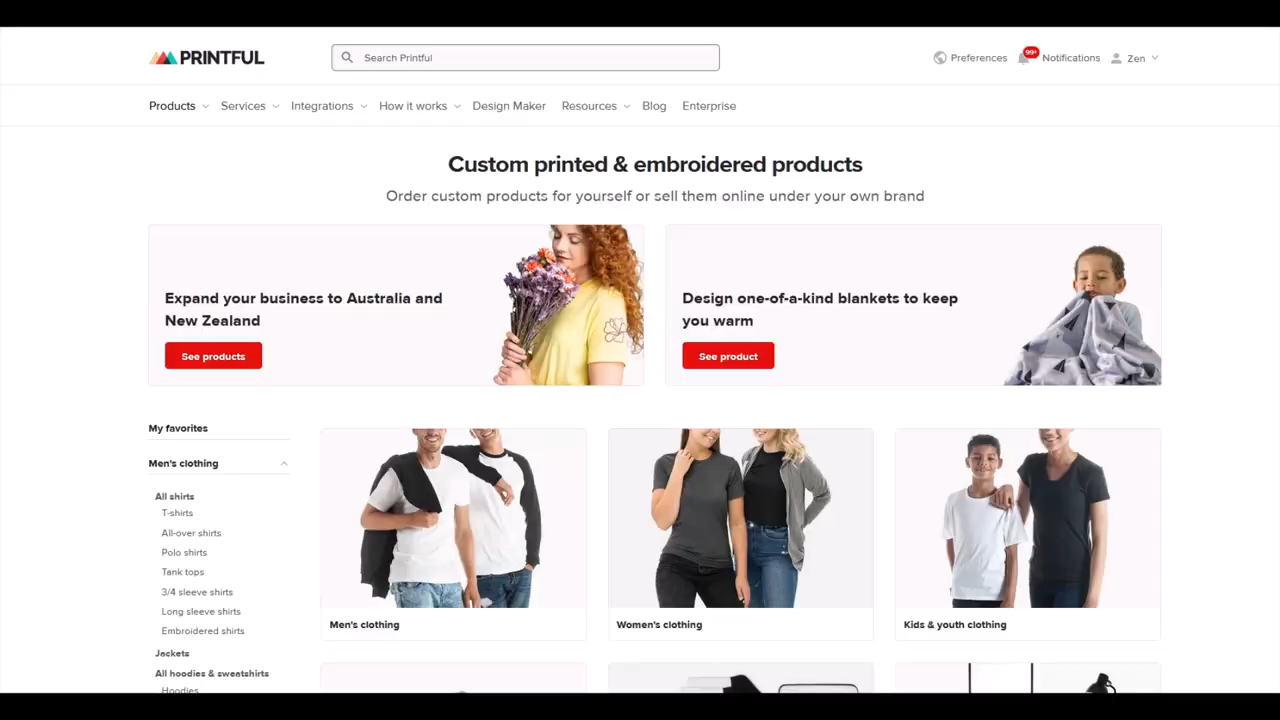 PRINTFUL
Search Printful
Preferences
99+
Notifications
Zen
Products
Services
Integrations
How it works
Design Maker
Resources
Blog
Enterprise
Custom printed & embroidered products
Order custom products for yourself or sell them online under your own brand
Expand your business to Australia and
New Zealand
See products
Design one-of-a-kind blankets to keep
you warm
See product
My favorites
Men's clothing
All shirts
T-shirts
All-over shirts
Polo shirts
Tank tops
3/4 sleeve shirts
Long sleeve shirts
Embroidered shirts
Jackets
All hoodies & sweatshirts
Hoodies
Men's clothing
Women's clothing
Kids & youth clothing